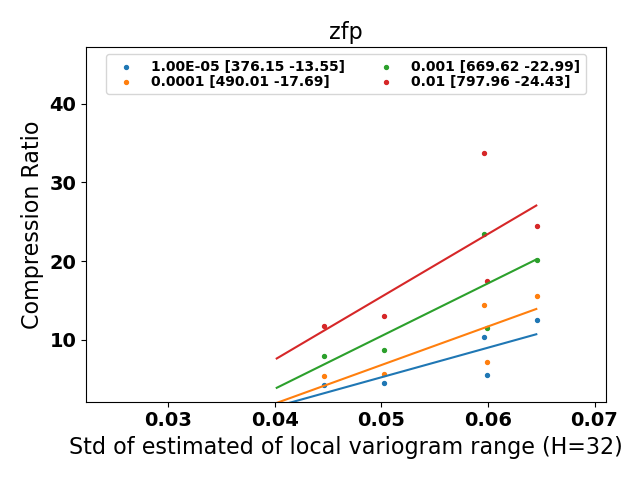 zfp
1.00E-05 [376.15 -13.55]
0.0001 [490.01 -17.69]
0.001 [669.62 -22.99]
0.01 [797.96 -24.43]
Compression Ratio
40
30
20
10
0.03 0.04 0.05 0.06 0.07
Std of estimated of local variogram range (H=32)